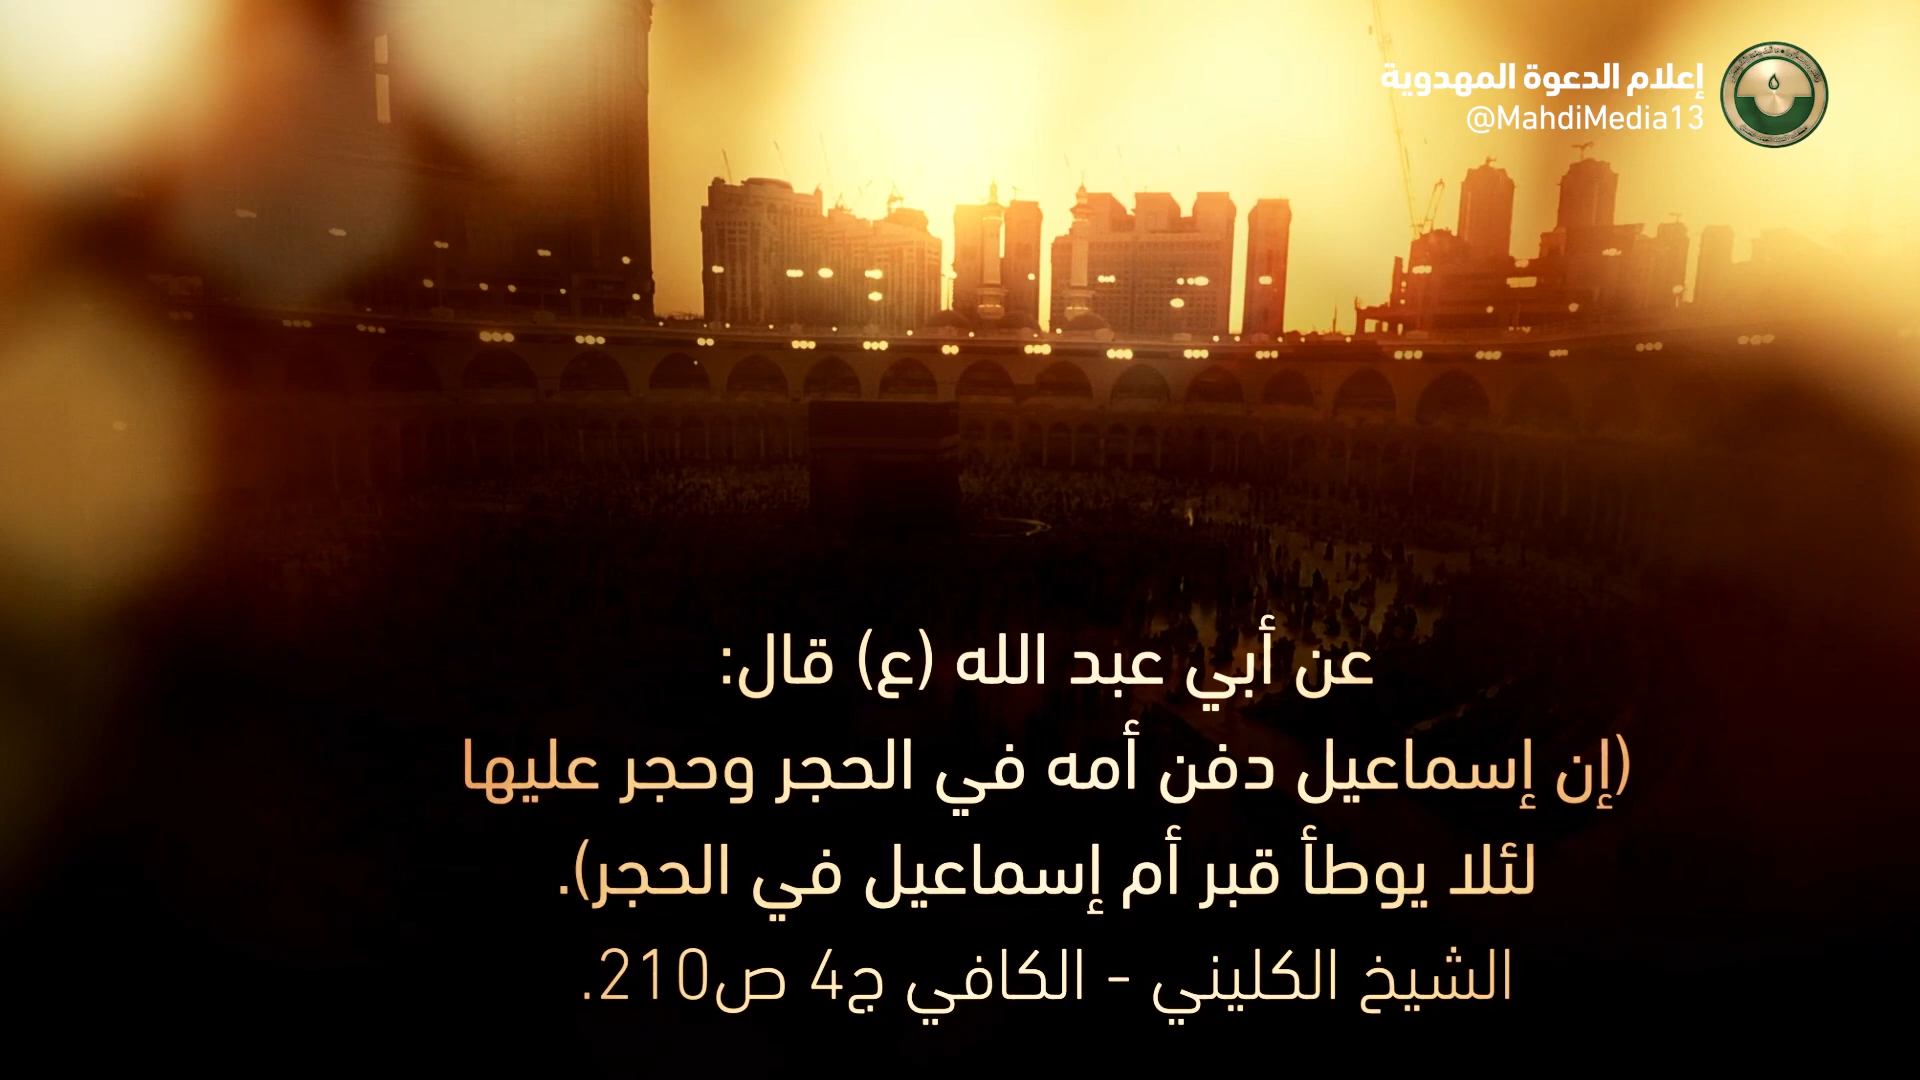 إعلام الدعوة المهدوية
@MahdiMedia13
عن أبي عبد الله (ع) قال:
(إن إسماعيل دفن أمه في الحجر وحجر عليها
لئلا يوطأ قبر أم إسماعيل في الحجر).
الشيخ الكليني - الكافي ج4 ص210.